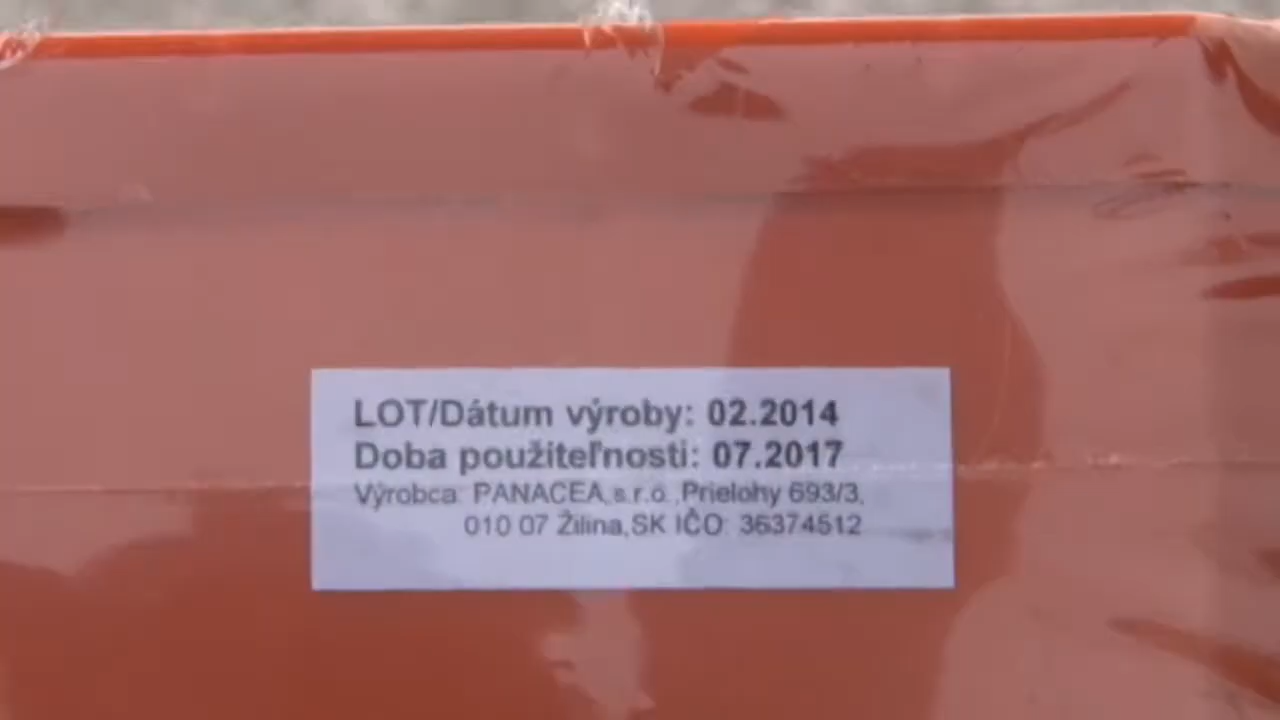 LOT/Dátum výroby: 02.2014
Doba použiteľnosti: 07.2017
Výrobca: PANACEA,s.r.o.,Prielohy 693/3,
010 07 Žilina,SK IČO: 36374512